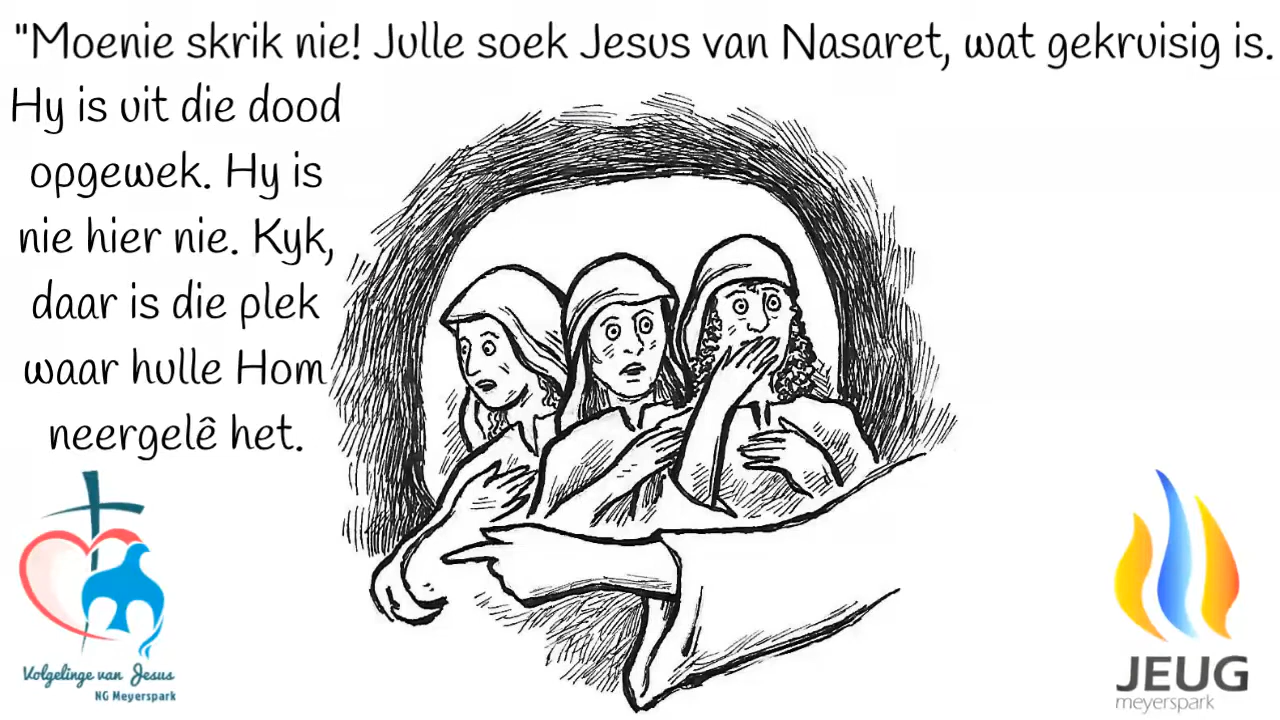 "Moenie skrik nie! Julle soek Jesus van Nasaret, wat gekruisig is.
Hy is uit die dood
opgewek. Hy is
nie hier nie. Kyk,
daar is die plek
waar hulle Hom
neergelê het.
Volgelinge van Jesus
NG Meyerspark
JEUG
meyerspark